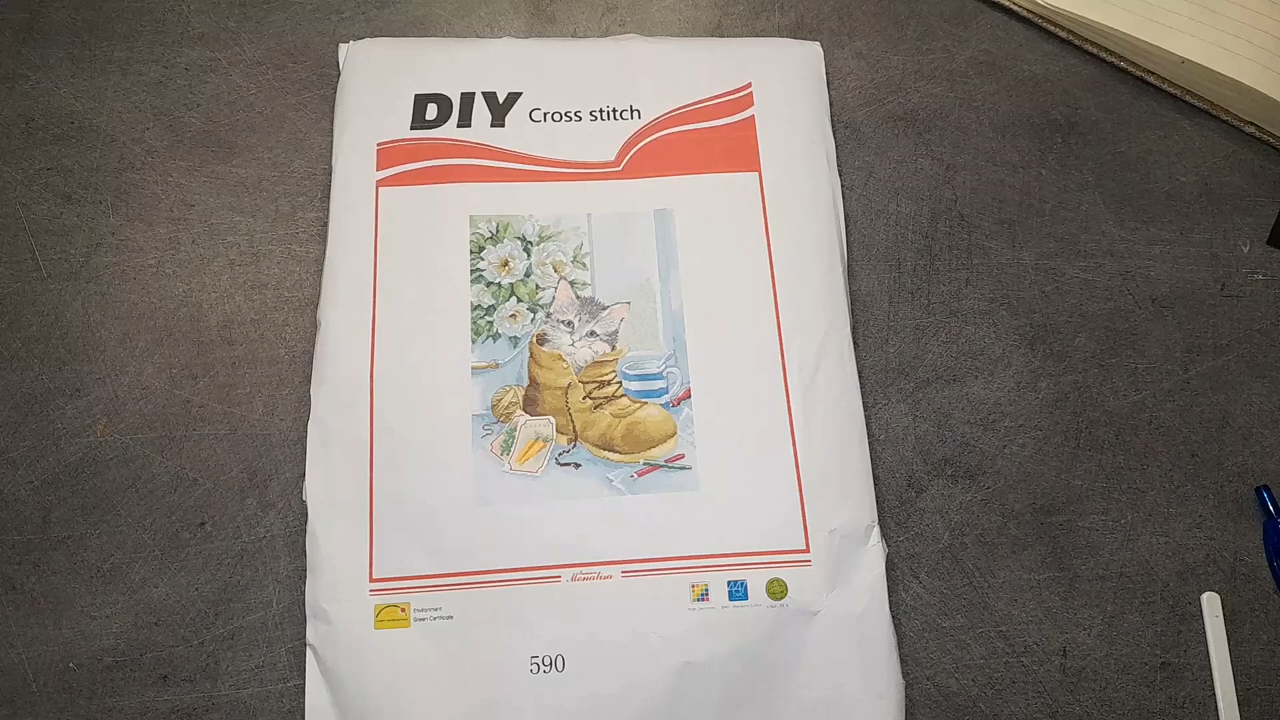 DIY Cross stitch
Monalisa
Environment
Green Certificate
590